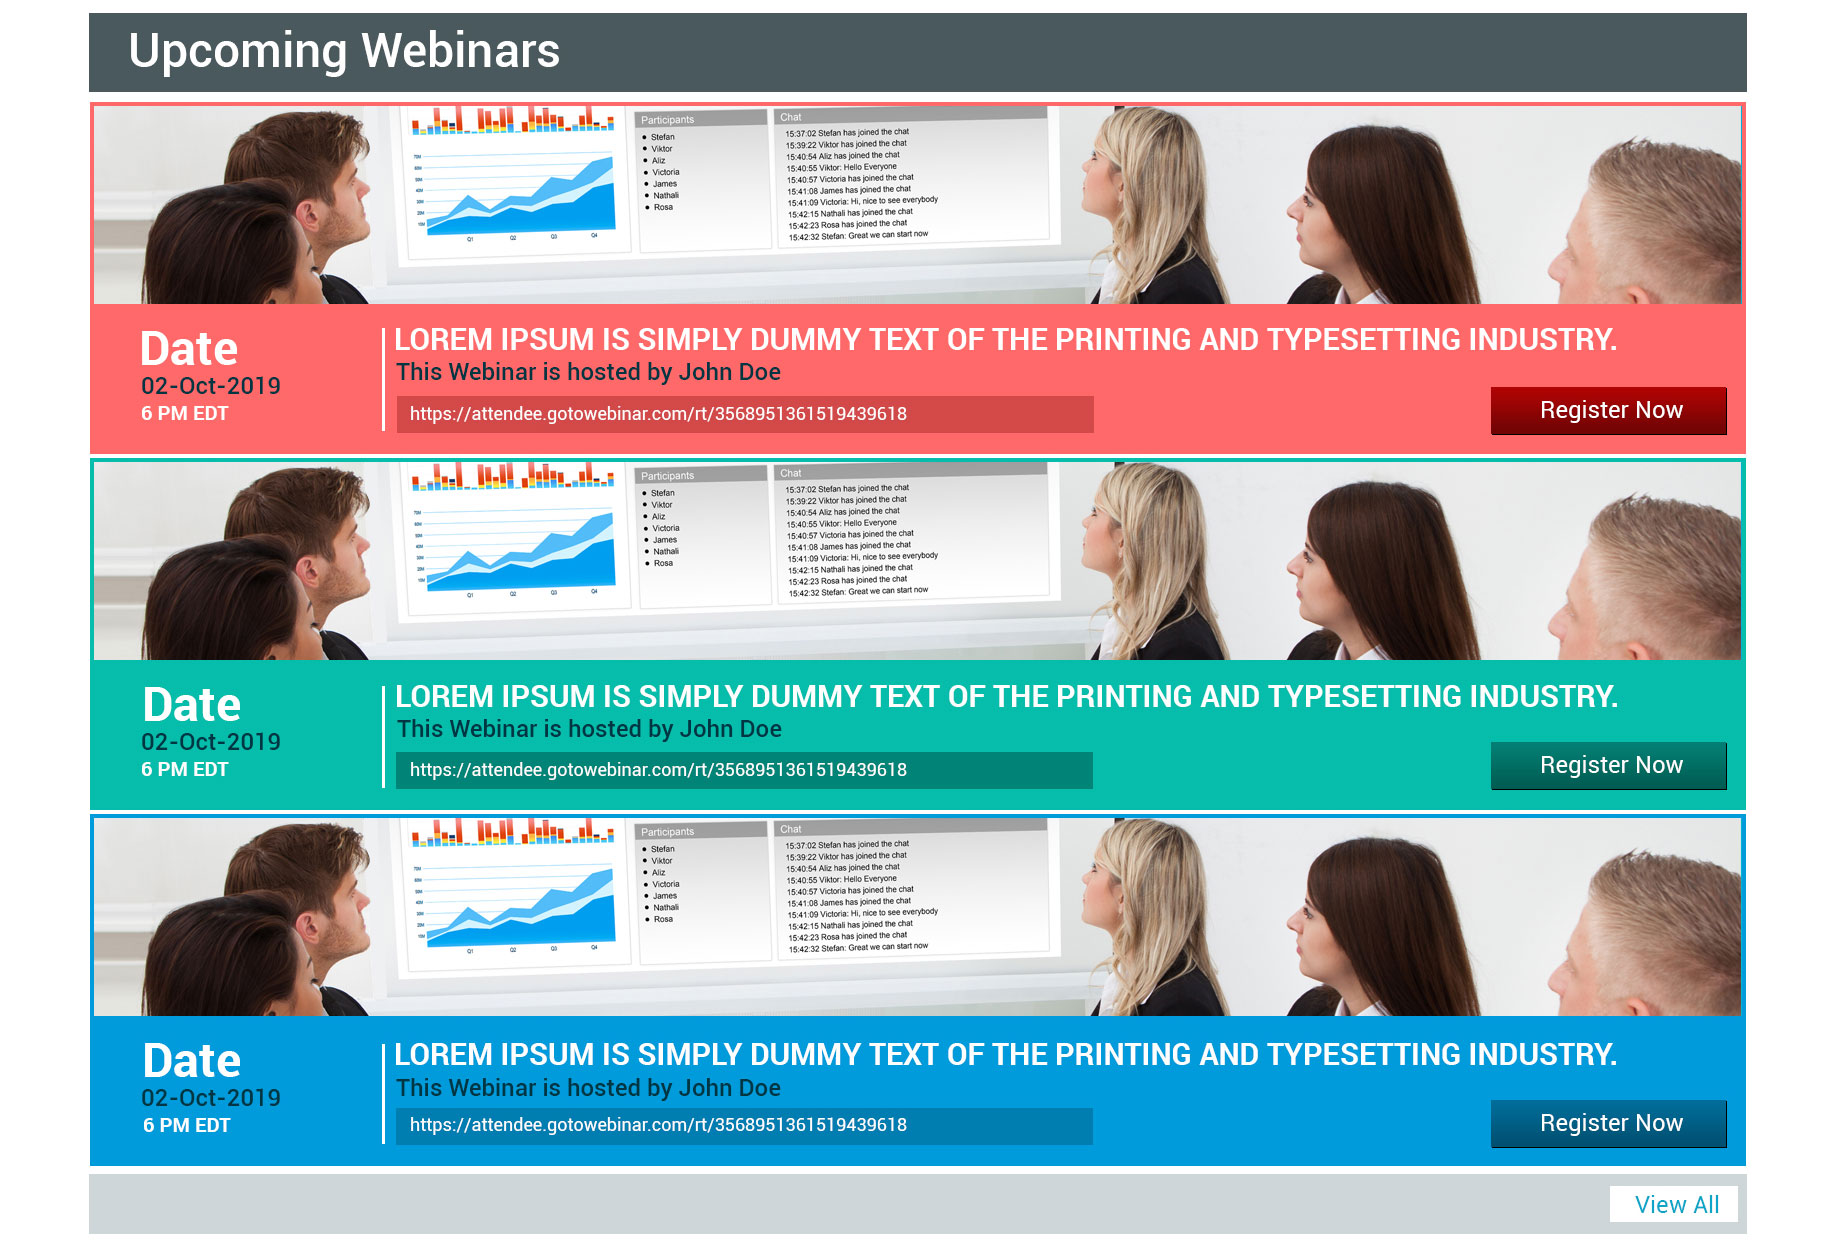 Upcoming Webinars
Participants
Stefan
Viktor
Aliz
Victoria
James
Nathali
Rosa
Chat
15:37:02 Stefan has joined the chat
15:39:22 Viktor has joined the chat
15:40:54 Aliz has joined the chat
15:40:55 Viktor: Hello Everyone
15:40:57 Victoria has joined the chat
15:41:08 James has joined the chat
15:41:09 Victoria: Hi, nice to see everybody
15:42:15 Nathali has joined the chat
15:42:23 Rosa has joined the chat
15:42:32 Stefan: Great we can start now
Q1 Q2 Q3 Q4
Date
02-Oct-2019
6 PM EDT
LOREM IPSUM IS SIMPLY DUMMY TEXT OF THE PRINTING AND TYPESETTING INDUSTRY.
This Webinar is hosted by John Doe
https://attendee.gotowebinar.com/rt/3568951361519439618
Register Now
Participants
Stefan
Viktor
Aliz
Victoria
James
Nathali
Rosa
Chat
15:37:02 Stefan has joined the chat
15:39:22 Viktor has joined the chat
15:40:54 Aliz has joined the chat
15:40:55 Viktor: Hello Everyone
15:40:57 Victoria has joined the chat
15:41:08 James has joined the chat
15:41:09 Victoria: Hi, nice to see everybody
15:42:15 Nathali has joined the chat
15:42:23 Rosa has joined the chat
15:42:32 Stefan: Great we can start now
Q1 Q2 Q3 Q4
Date
02-Oct-2019
6 PM EDT
LOREM IPSUM IS SIMPLY DUMMY TEXT OF THE PRINTING AND TYPESETTING INDUSTRY.
This Webinar is hosted by John Doe
https://attendee.gotowebinar.com/rt/3568951361519439618
Register Now
Participants
Stefan
Viktor
Aliz
Victoria
James
Nathali
Rosa
Chat
15:37:02 Stefan has joined the chat
15:39:22 Viktor has joined the chat
15:40:54 Aliz has joined the chat
15:40:55 Viktor: Hello Everyone
15:40:57 Victoria has joined the chat
15:41:08 James has joined the chat
15:41:09 Victoria: Hi, nice to see everybody
15:42:15 Nathali has joined the chat
15:42:23 Rosa has joined the chat
15:42:32 Stefan: Great we can start now
Q1 Q2 Q3 Q4
Date
02-Oct-2019
6 PM EDT
LOREM IPSUM IS SIMPLY DUMMY TEXT OF THE PRINTING AND TYPESETTING INDUSTRY.
This Webinar is hosted by John Doe
https://attendee.gotowebinar.com/rt/3568951361519439618
Register Now
View All